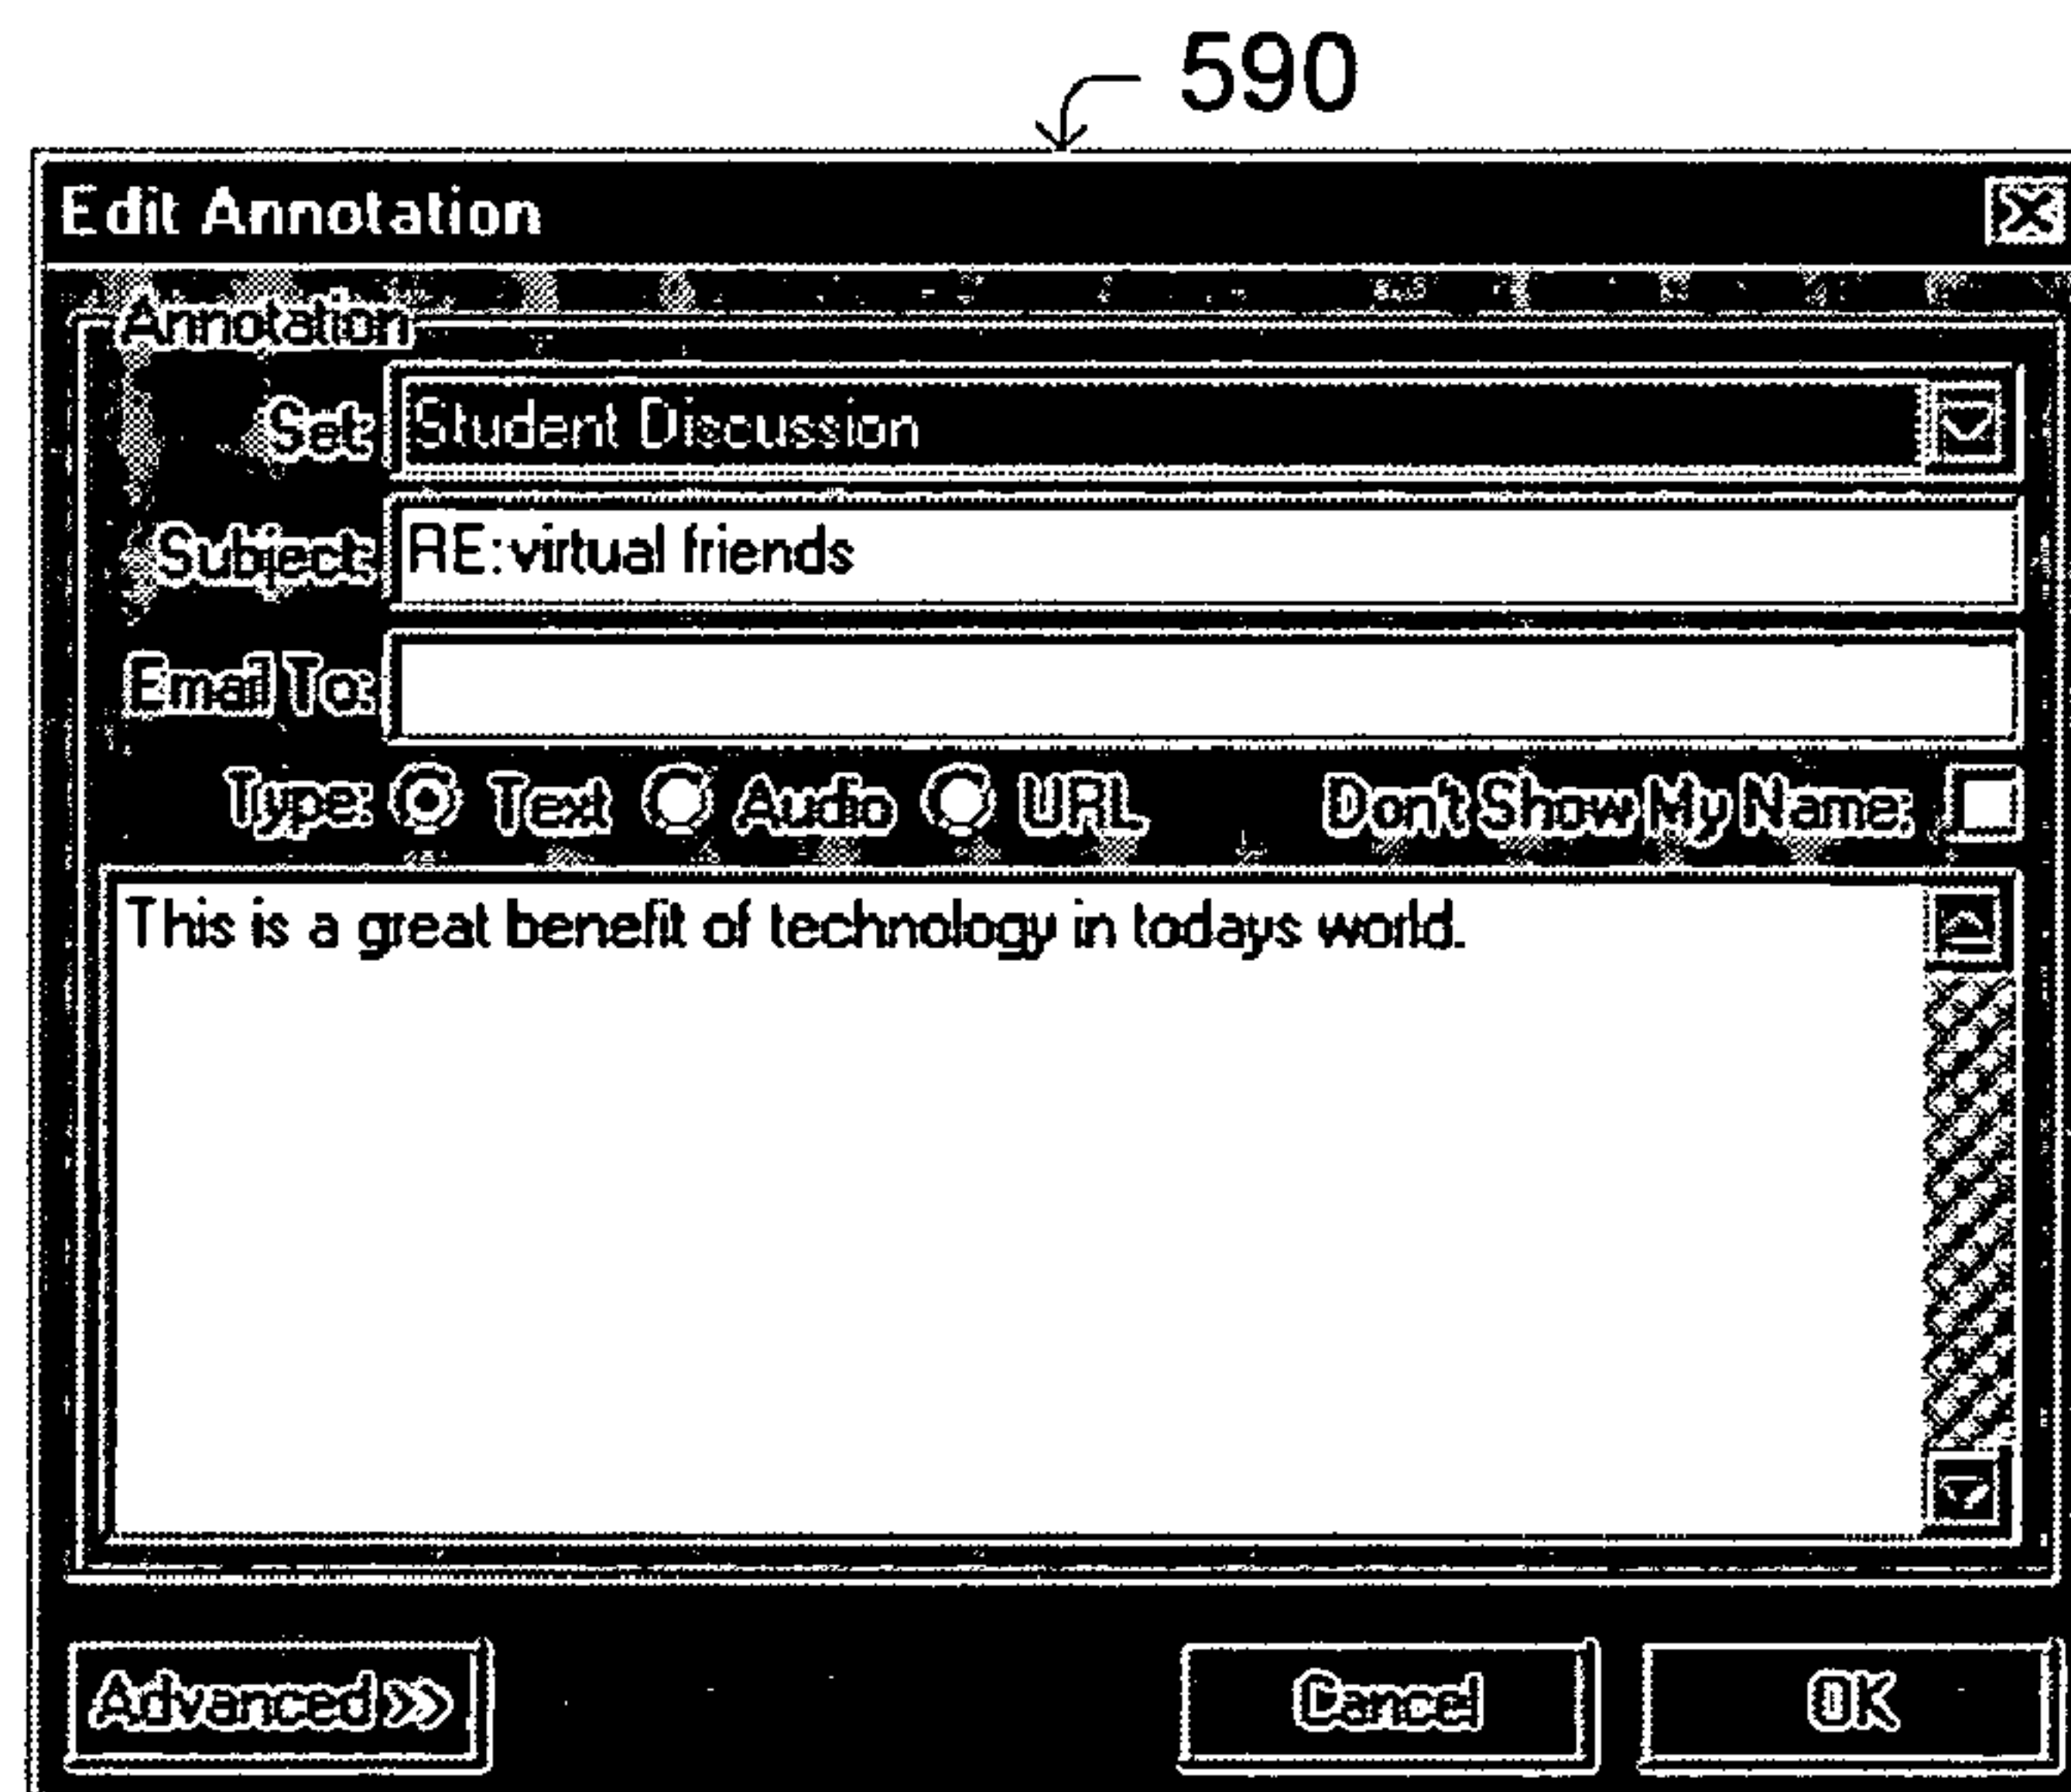 590
Edit Annotation
Annotation
Set: Student Discussion
Subject: RE:virtual friends
Email To:
Type: Text Audio URL Don't Show My Name:
This is a great benefit of technology in todays world.
Advanced >> Cancel OK